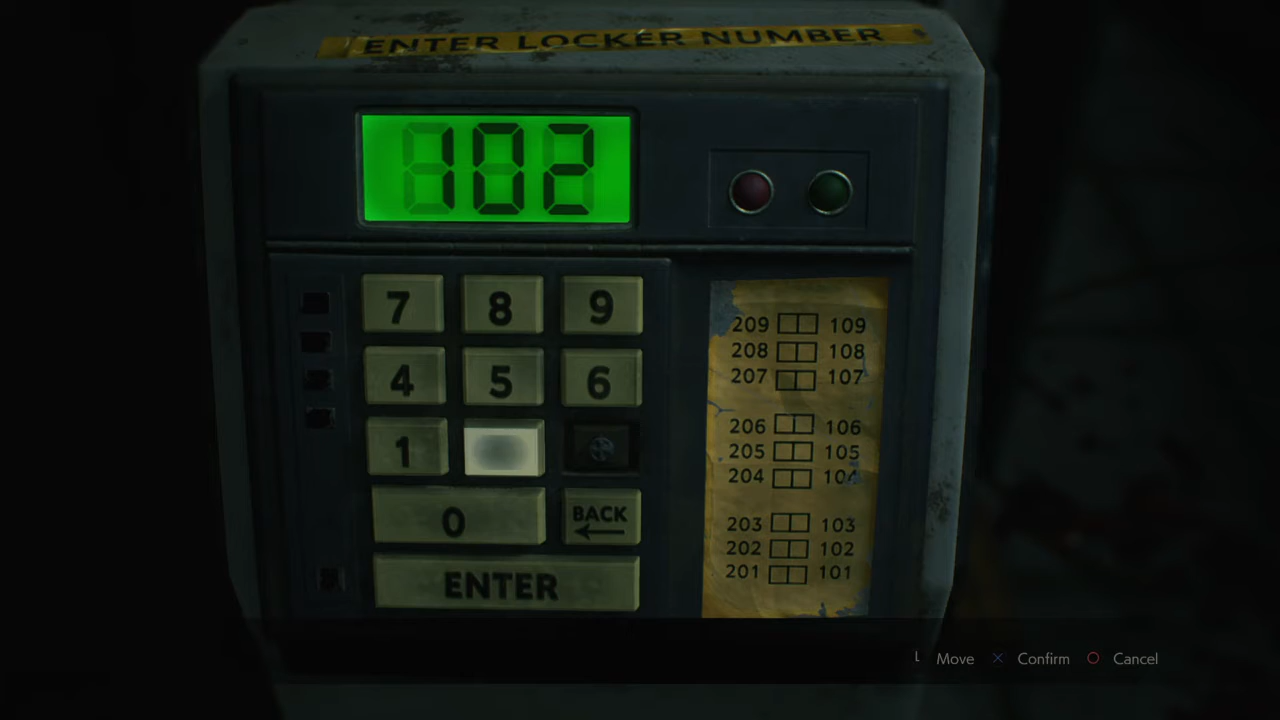 ENTER LOCKER NUMBER
102
7 8 9
4 5 6
1
0 BACK
ENTER
209 109
208 108
207 107
206 106
205 105
204 104
203 103
202 102
201 101
L Move X Confirm O Cancel